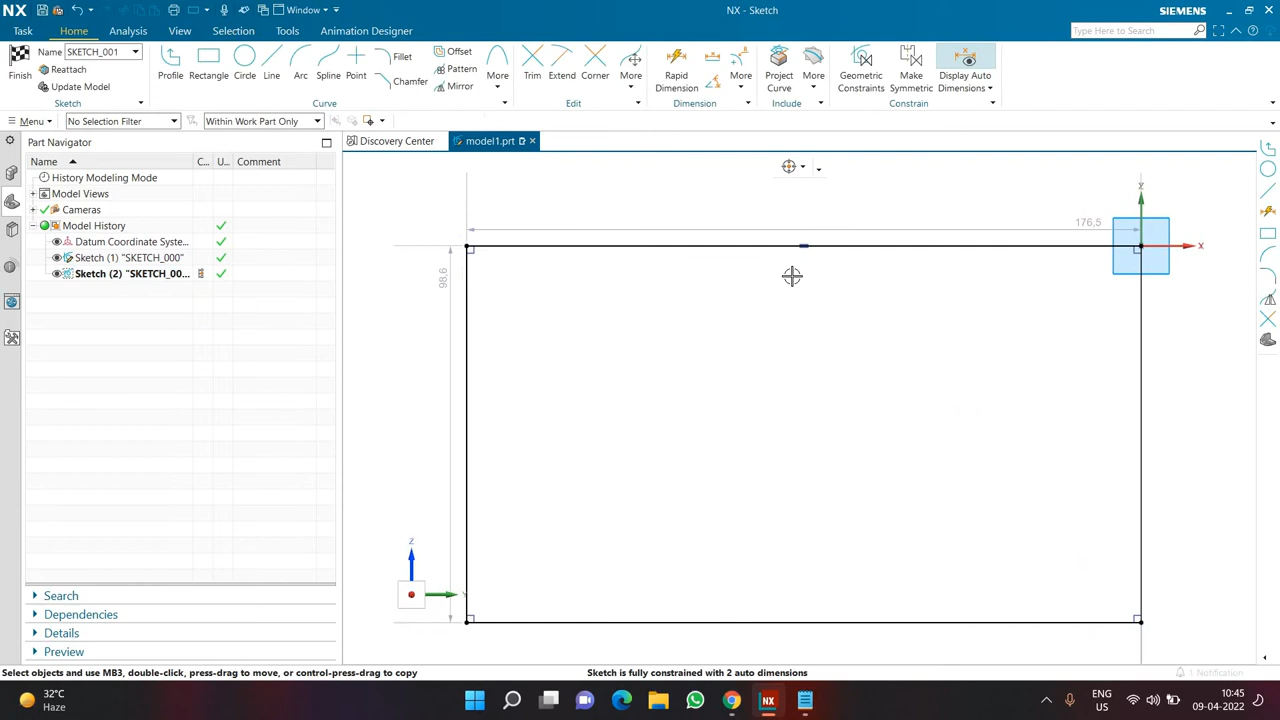 NX
Window
NX - Sketch
SIEMENS
Task
Home
Analysis
View
Selection
Tools
Animation Designer
Type Here to Search
Name SKETCH_001
Reattach
Update Model
Finish
Sketch
Profile
Rectangle
Circle
Line
Arc
Spline
Point
Fillet
Chamfer
Offset
Pattern
Mirror
More
Curve
Trim
Extend
Corner
More
Edit
Rapid
Dimension
More
Dimension
Project
Curve
More
Include
Geometric
Constraints
Make
Symmetric
Display Auto
Dimensions
Constrain
Menu
No Selection Filter
Within Work Part Only
Part Navigator
Discovery Center
model1.prt
Name
C...
U...
Comment
History Modeling Mode
Model Views
Cameras
Model History
Datum Coordinate Syste...
Sketch (1) "SKETCH_000"
Sketch (2) "SKETCH_00...
Search
Dependencies
Details
Preview
176,5
98.6
X
Z
Select objects and use MB3, double-click, press-drag to move, or control-press-drag to copy
Sketch is fully constrained with 2 auto dimensions
1 Notification
32°C
Haze
ENG
US
10:45
09-04-2022